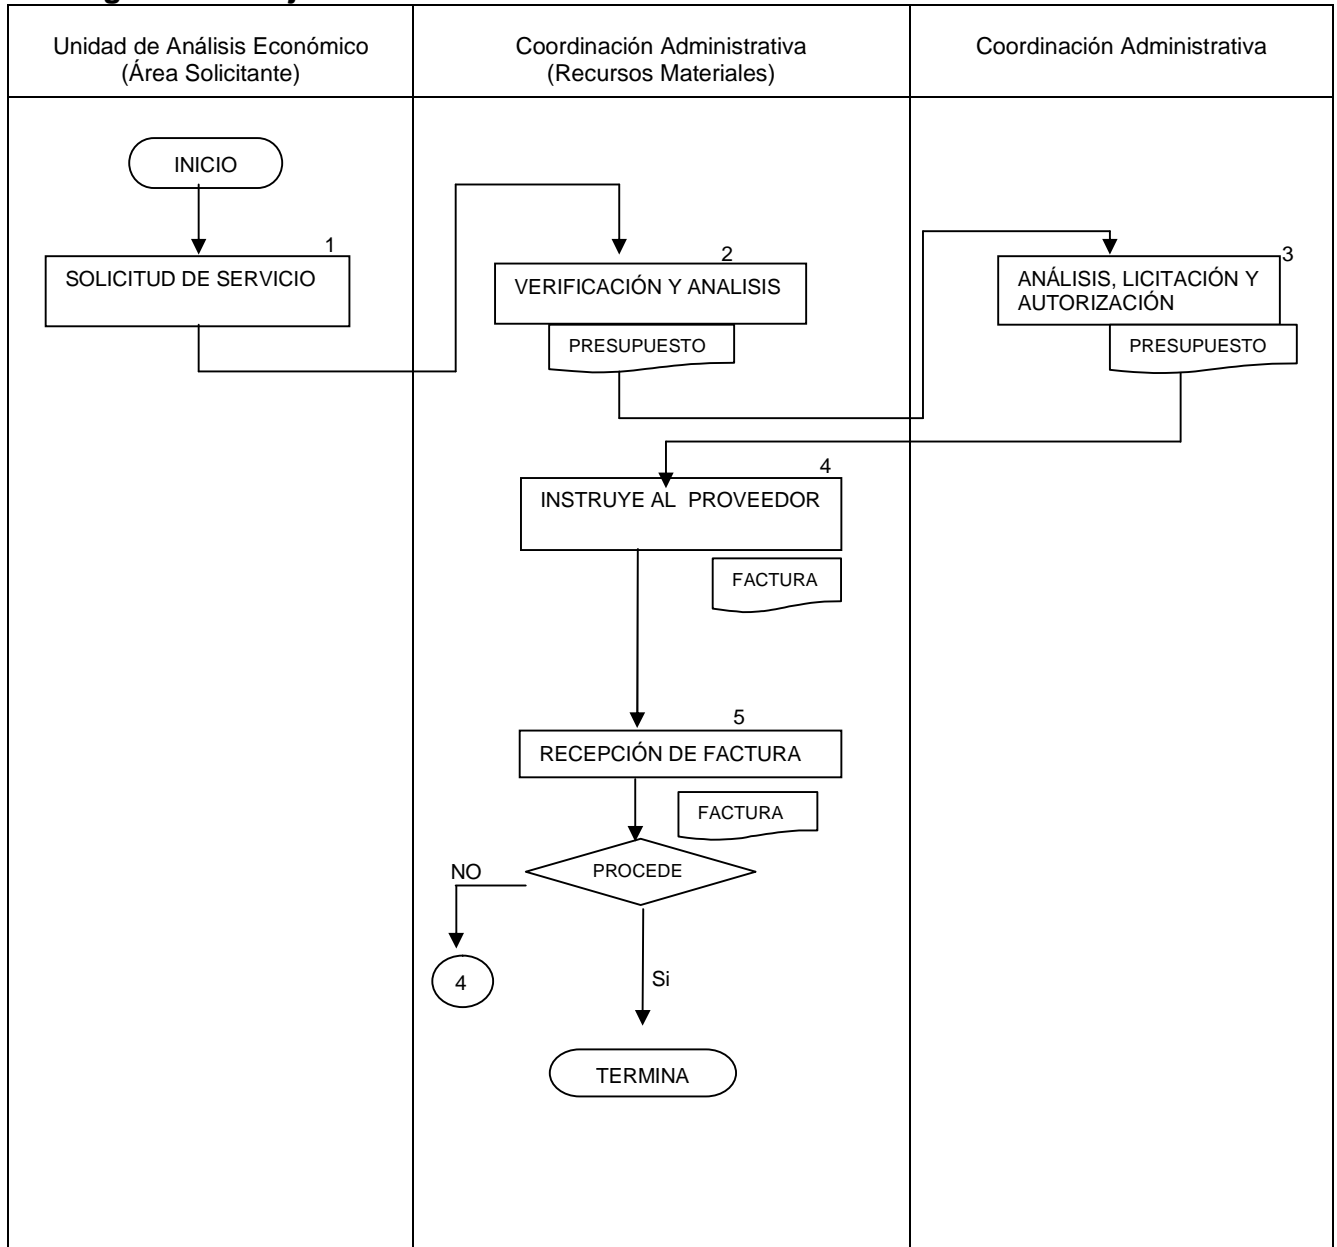 Unidad de Análisis Económico
(Área Solicitante)
Coordinación Administrativa
(Recursos Materiales)
Coordinación Administrativa
INICIO
1
SOLICITUD DE SERVICIO
2
VERIFICACIÓN Y ANALISIS
PRESUPUESTO
3
ANÁLISIS, LICITACIÓN Y
AUTORIZACIÓN
PRESUPUESTO
4
INSTRUYE AL PROVEEDOR
FACTURA
5
RECEPCIÓN DE FACTURA
FACTURA
PROCEDE
NO
4
Si
TERMINA